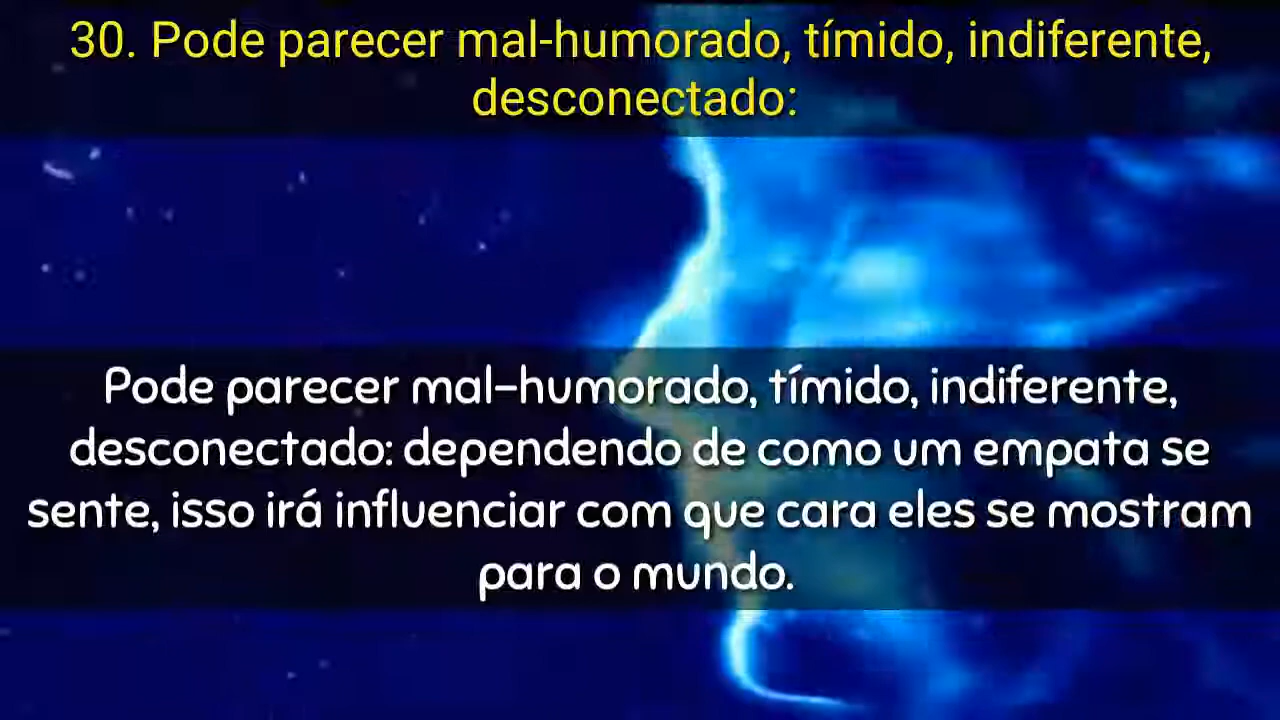 30. Pode parecer mal-humorado, tímido, indiferente,
desconectado:
Pode parecer mal-humorado, tímido, indiferente,
desconectado: dependendo de como um empata se
sente, isso irá influenciar com que cara eles se mostram
para o mundo.